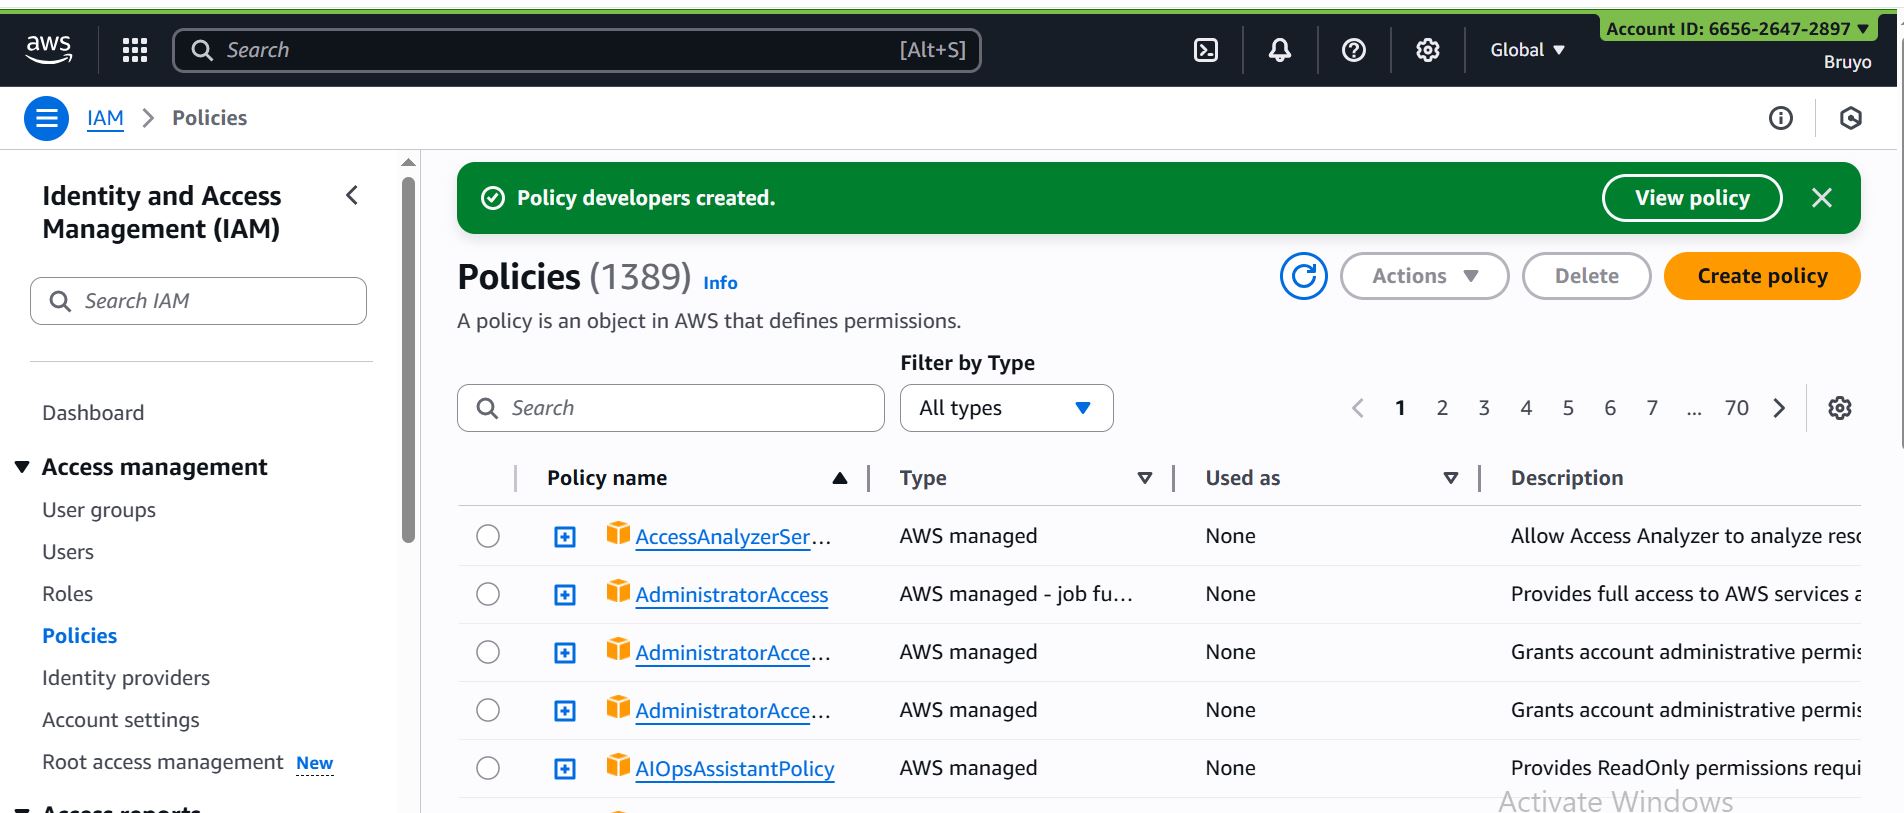 aws
Search [Alt+S]
Global
Account ID: 6656-2647-2897
Bruyo
IAM > Policies
Identity and Access
Management (IAM)
Search IAM
Dashboard
Access management
User groups
Users
Roles
Policies
Identity providers
Account settings
Root access management New
Access reports
Policy developers created.
View policy
Policies (1389) Info
Actions
Delete
Create policy
A policy is an object in AWS that defines permissions.
Filter by Type
Search
All types
1 2 3 4 5 6 7 ... 70
Policy name Type Used as Description
AccessAnalyzerSer... AWS managed None Allow Access Analyzer to analyze reso
AdministratorAccess AWS managed - job fu... None Provides full access to AWS services a
AdministratorAcce... AWS managed None Grants account administrative permis
AdministratorAcce... AWS managed None Grants account administrative permis
AIOpsAssistantPolicy AWS managed None Provides ReadOnly permissions requi
Activate Windows